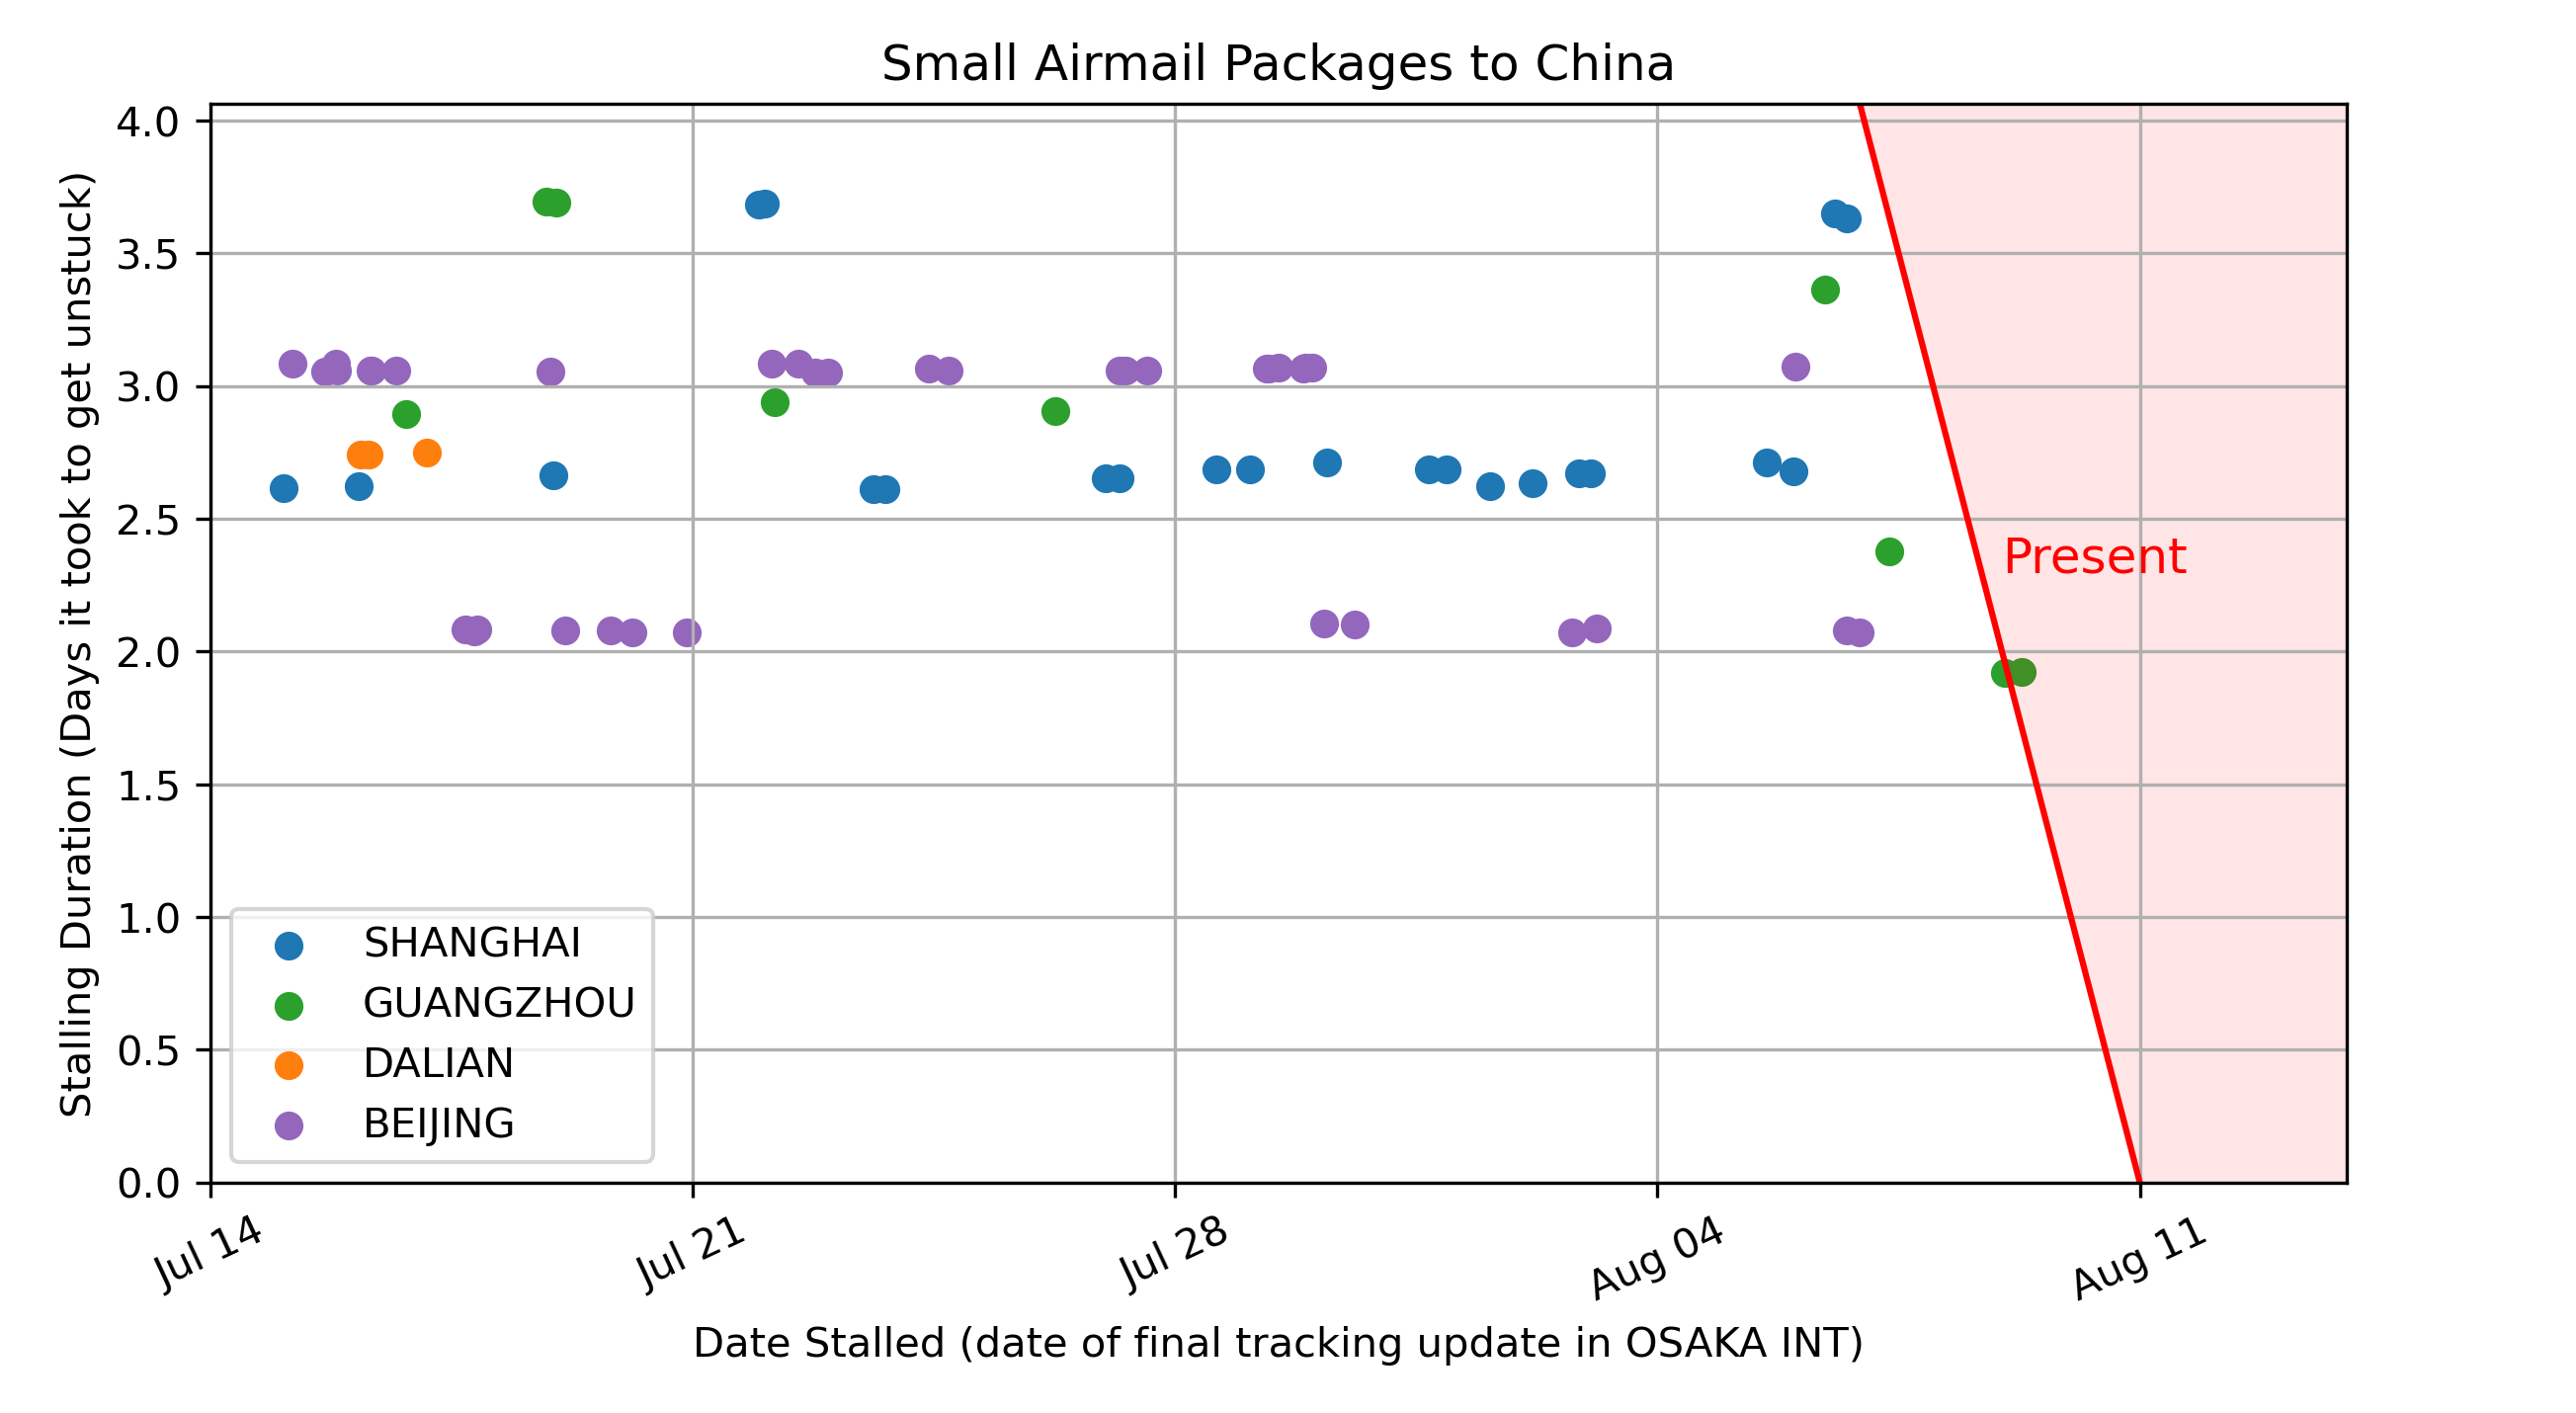 Small Airmail Packages to China
Stalling Duration (Days it took to get unstuck)
4.0
3.5
3.0
2.5
2.0
1.5
1.0
0.5
0.0
Present
SHANGHAI
GUANGZHOU
DALIAN
BEIJING
Jul 14
Jul 21
Jul 28
Aug 04
Aug 11
Date Stalled (date of final tracking update in OSAKA INT)